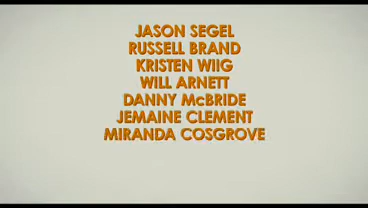 JASON SEGEL
RUSSELL BRAND
KRISTEN WIIG
WILL ARNETT
DANNY McBRIDE
JEMAINE CLEMENT
MIRANDA COSGROVE